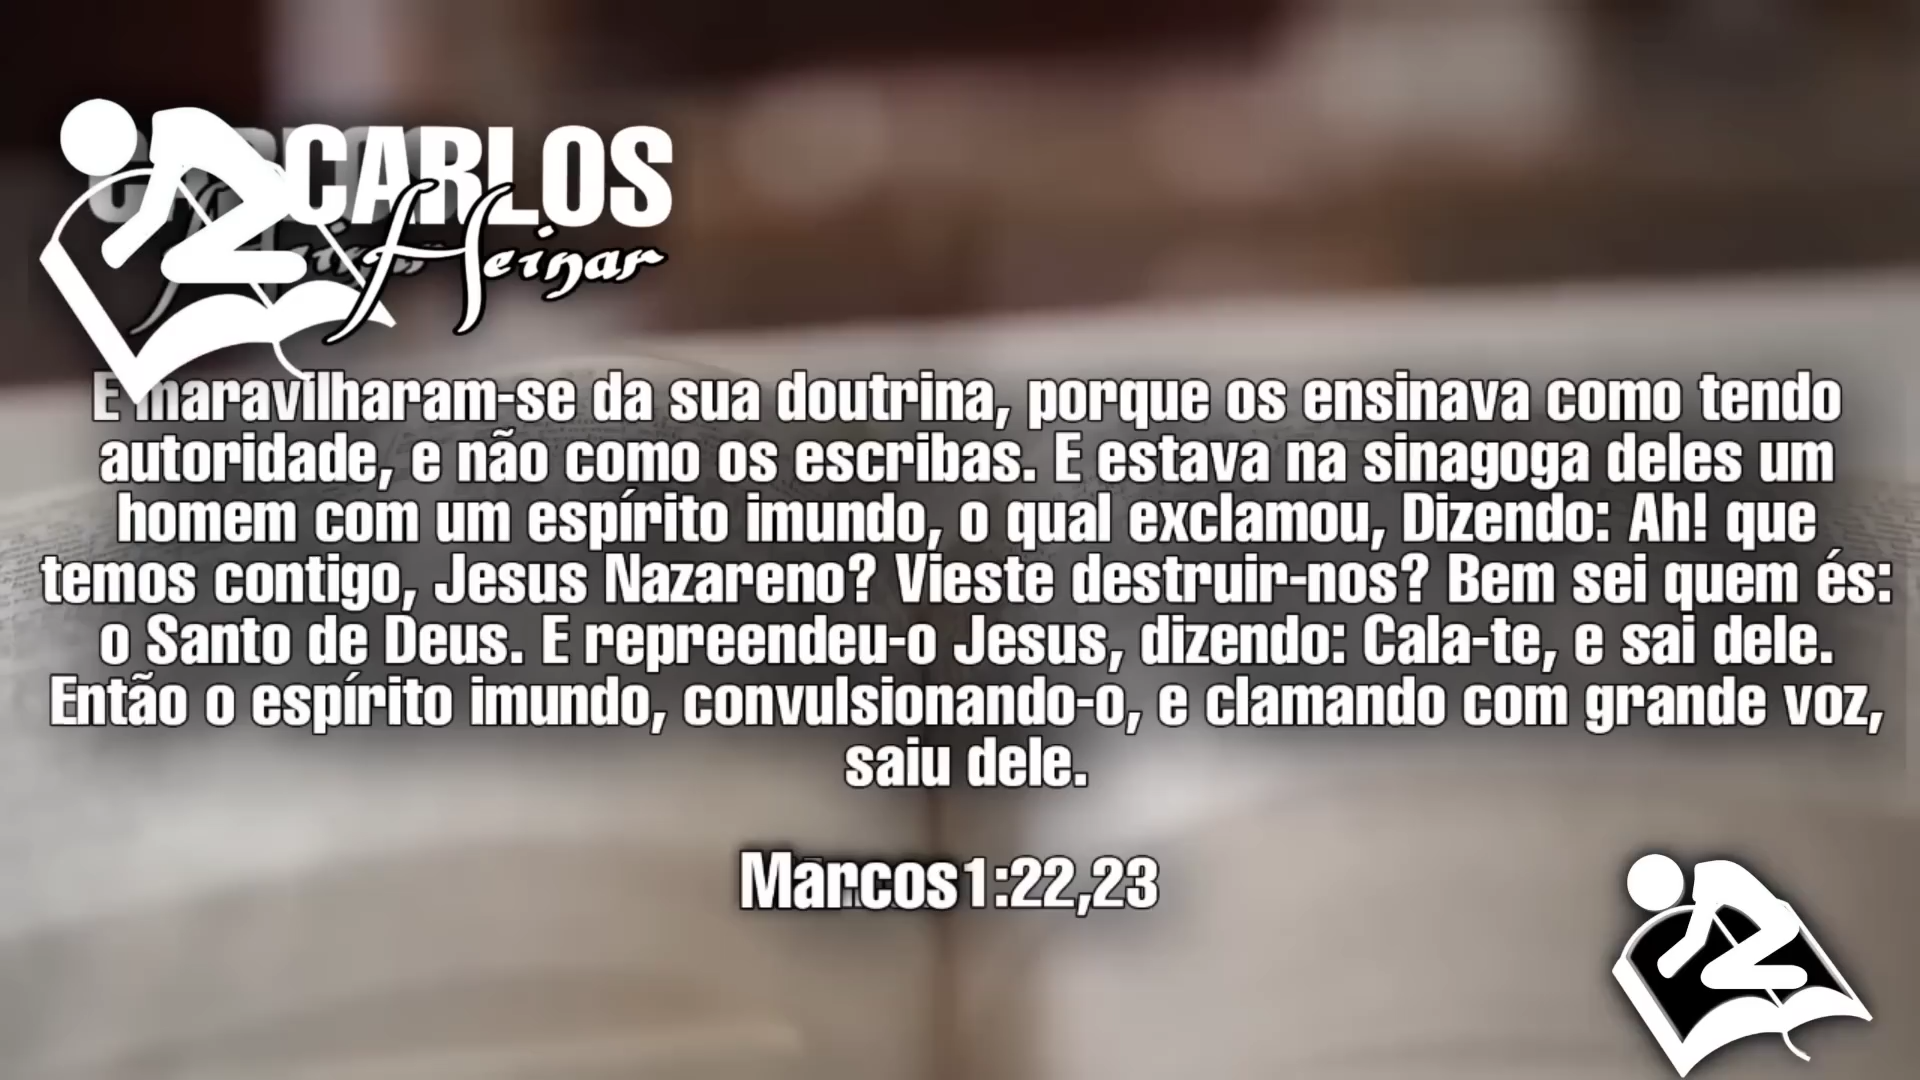 CARLOS
Heinar
E maravilharam-se da sua doutrina, porque os ensinava como tendo
autoridade, e não como os escribas. E estava na sinagoga deles um
homem com um espírito imundo, o qual exclamou, Dizendo: Ah! que
temos contigo, Jesus Nazareno? Vieste destruir-nos? Bem sei quem és:
o Santo de Deus. E repreendeu-o Jesus, dizendo: Cala-te, e sai dele.
Então o espírito imundo, convulsionando-o, e clamando com grande voz,
saiu dele.
Marcos1:22,23